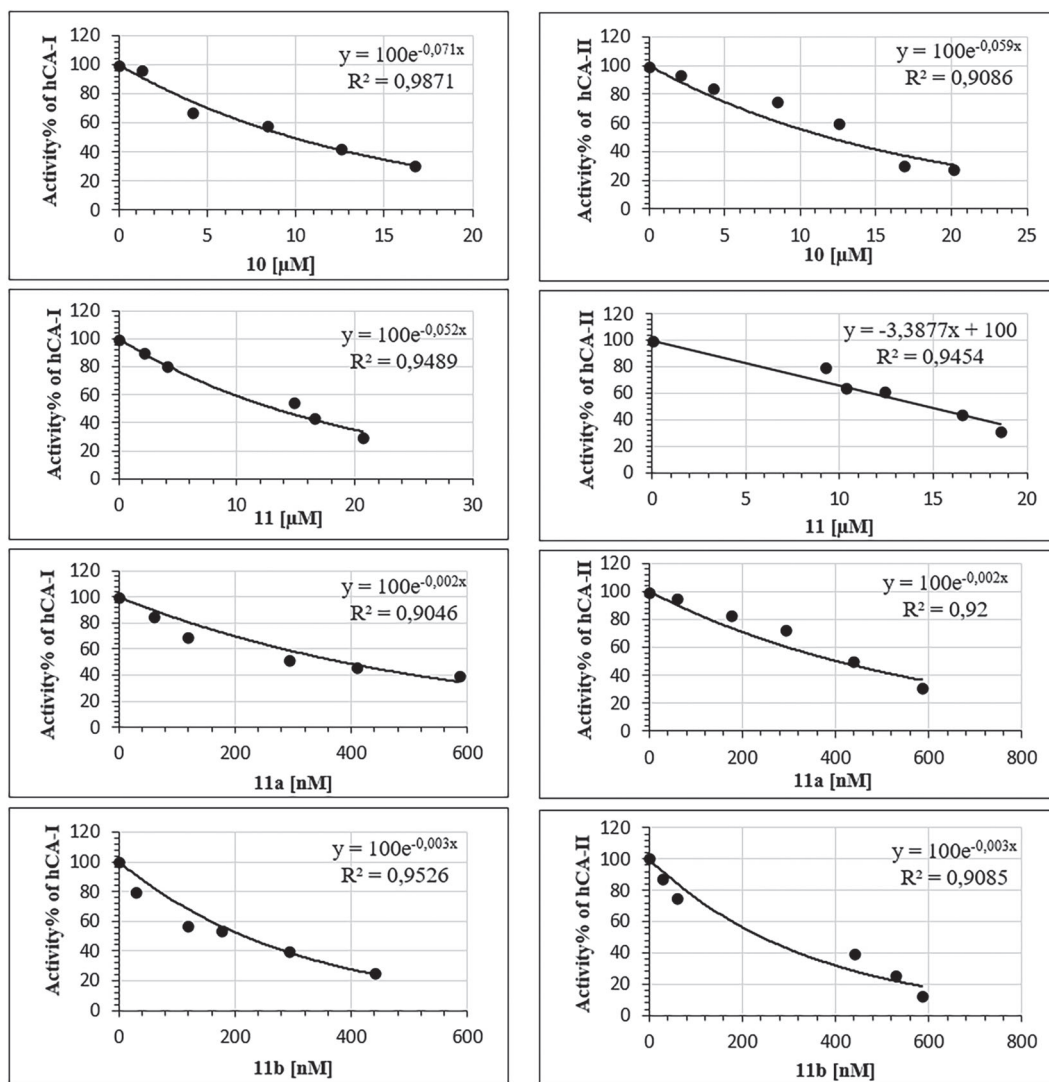 Activity% of hCA-I
120
100
80
60
40
20
0
y = 100e^-0,071x
R² = 0,9871
0 5 10 15 20
10 [µM]
Activity% of hCA-II
120
100
80
60
40
20
0
y = 100e^-0,059x
R² = 0,9086
0 5 10 15 20 25
10 [µM]
Activity% of hCA-I
120
100
80
60
40
20
0
y = 100e^-0,052x
R² = 0,9489
0 10 20 30
11 [µM]
Activity% of hCA-II
120
100
80
60
40
20
0
y = -3,3877x + 100
R² = 0,9454
0 5 10 15 20
11 [µM]
Activity% of hCA-I
120
100
80
60
40
20
0
y = 100e^-0,002x
R² = 0,9046
0 200 400 600
11a [nM]
Activity% of hCA-II
120
100
80
60
40
20
0
y = 100e^-0,002x
R² = 0,92
0 200 400 600 800
11a [nM]
Activity% of hCA-I
120
100
80
60
40
20
0
y = 100e^-0,003x
R² = 0,9526
0 200 400 600
11b [nM]
Activity% of hCA-II
120
100
80
60
40
20
0
y = 100e^-0,003x
R² = 0,9085
0 200 400 600 800
11b [nM]